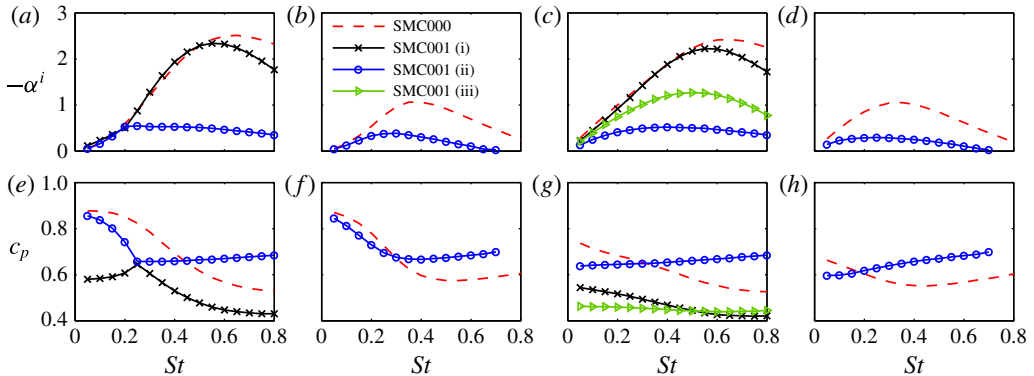 (a) (b) (c) (d)
3
2
1
0
−αⁱ
SMC000
SMC001 (i)
SMC001 (ii)
SMC001 (iii)
(e) (f) (g) (h)
1.0
0.8
0.6
0.4
c_p
0 0.2 0.4 0.6 0.8 0 0.2 0.4 0.6 0.8 0 0.2 0.4 0.6 0.8 0 0.2 0.4 0.6 0.8
St St St St